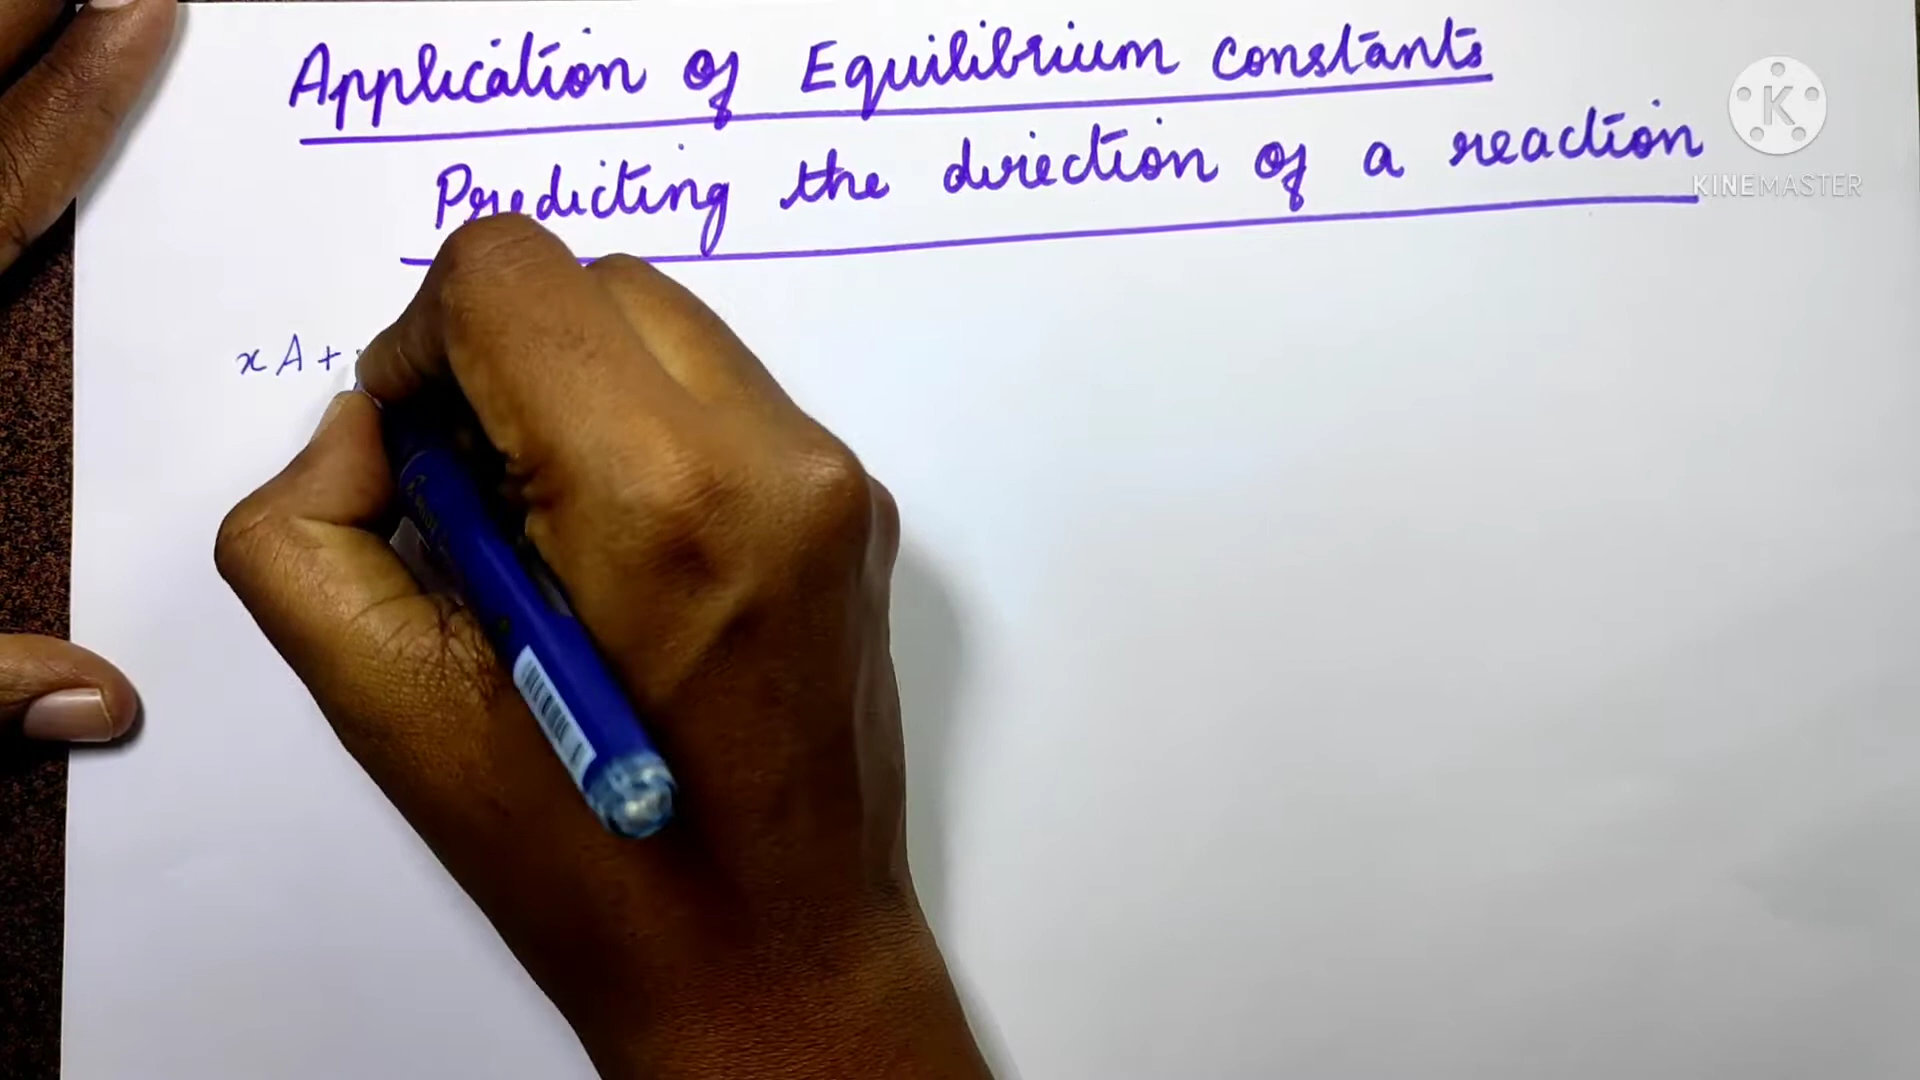 Application of Equilibrium constants
Predicting the direction of a reaction
K
KINEMASTER
x A +